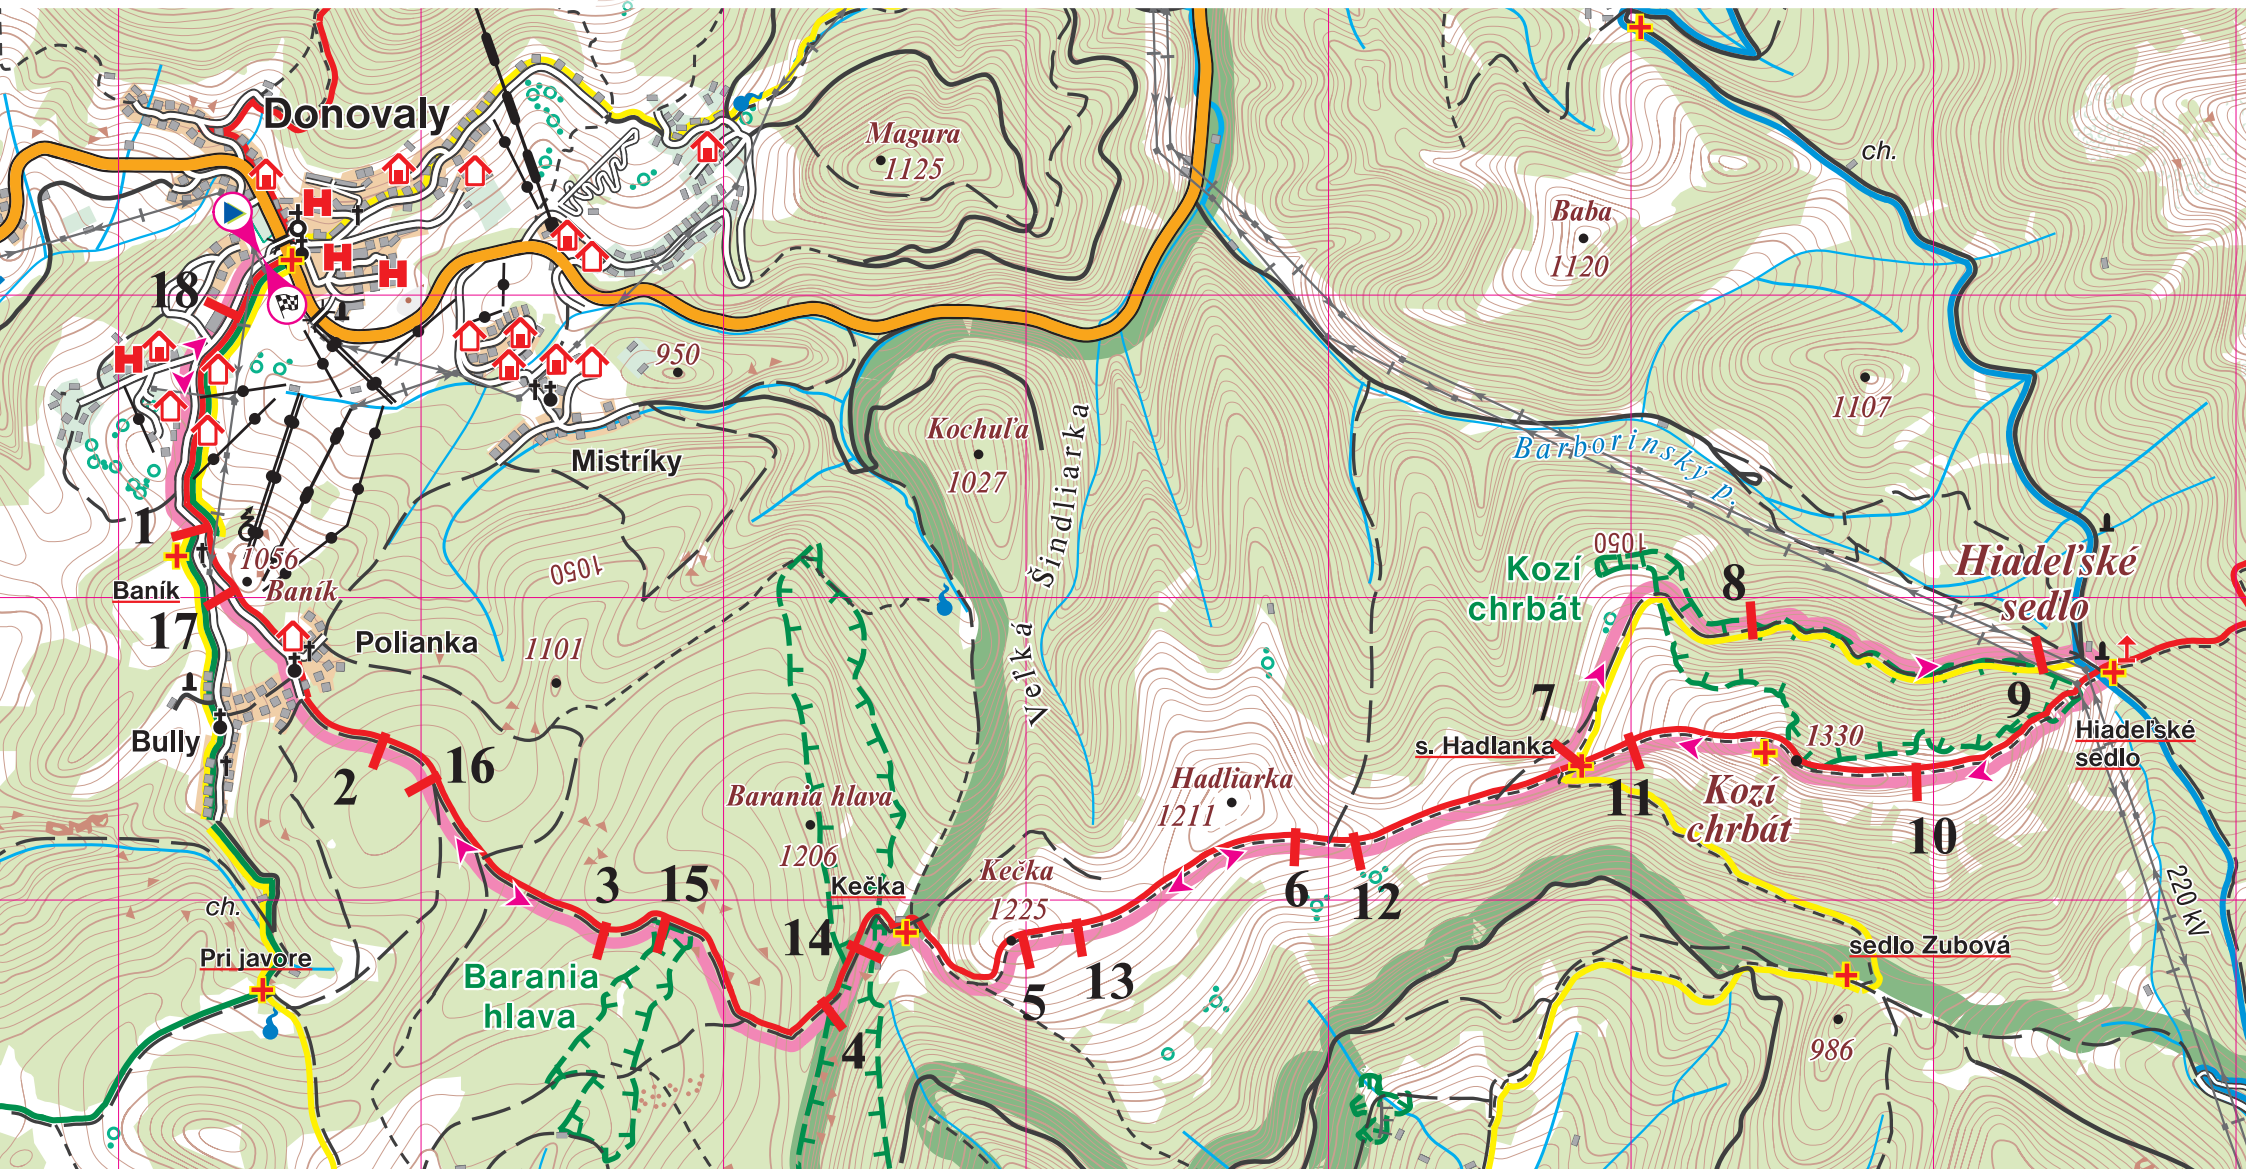 Donovaly
Magura
1125
ch.
Baba
1120
H
H
H
18
H
950
1107
Kochuľa
1027
Mistríky
Barborinský p.
Veľká Šindliarka
1
1056
Baník
Baník
1050
1050
Kozí
chrbát
8
Hiadeľské
sedlo
17
Polianka
1101
7
9
Bully
2
16
s. Hadlanka
1330
Hiadeľské
sedlo
Barania hlava
1206
Hadliarka
1211
11
Kozí
chrbát
10
Kečka
Kečka
1225
3
15
6
12
220 kV
ch.
14
Pri javore
Barania
hlava
4
5
13
sedlo Zubová
986